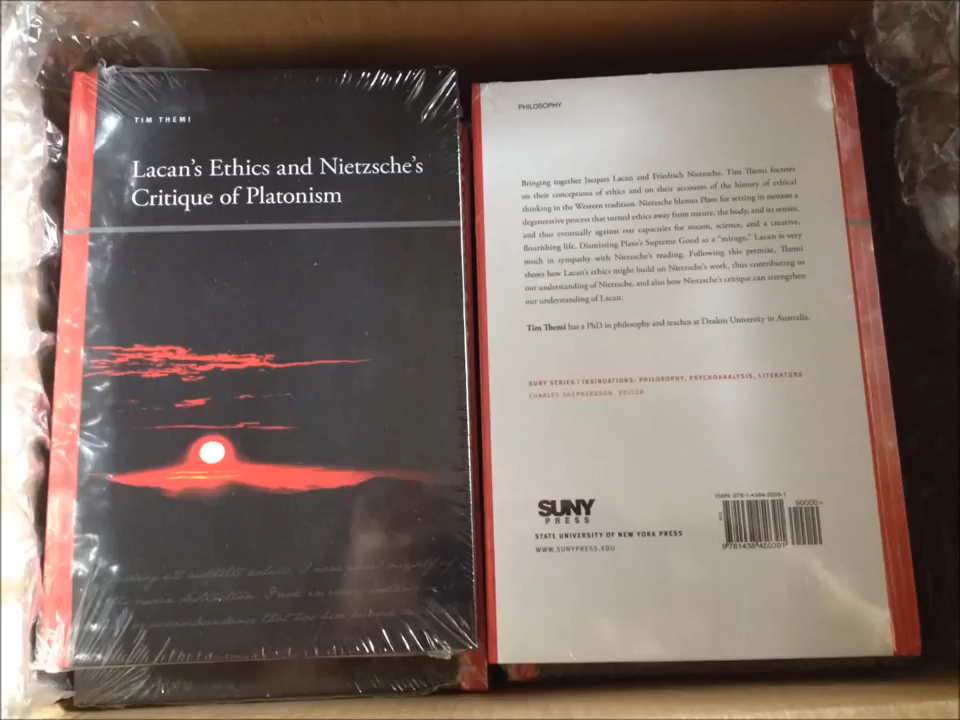 TIM THEMI
Lacan's Ethics and Nietzsche's
Critique of Platonism
PHILOSOPHY
Bringing together Jacques Lacan and Friedrich Nietzsche, Tim Themi focuses
on their conceptions of ethics and on their accounts of the history of ethical
thinking in the Western tradition. Nietzsche blames Plato for setting in motion a
degenerative process that turned ethics away from nature, the body, and its senses,
and thus eventually against our capacities for reason, science, and a creative,
flourishing life. Dismissing Plato's Supreme Good as a "mirage," Lacan is very
much in sympathy with Nietzsche's reading. Following this premise, Themi
shows how Lacan's ethics might build on Nietzsche's work, thus contributing to
our understanding of Nietzsche, and also how Nietzsche's critique can strengthen
our understanding of Lacan.
Tim Themi has a PhD in philosophy and teaches at Deakin University in Australia.
SUNY SERIES | INSINUATIONS: PHILOSOPHY, PSYCHOANALYSIS, LITERATURE
CHARLES SHEPHERDSON, EDITOR
SUNY
PRESS
STATE UNIVERSITY OF NEW YORK PRESS
WWW.SUNYPRESS.EDU
90000
9781438450391